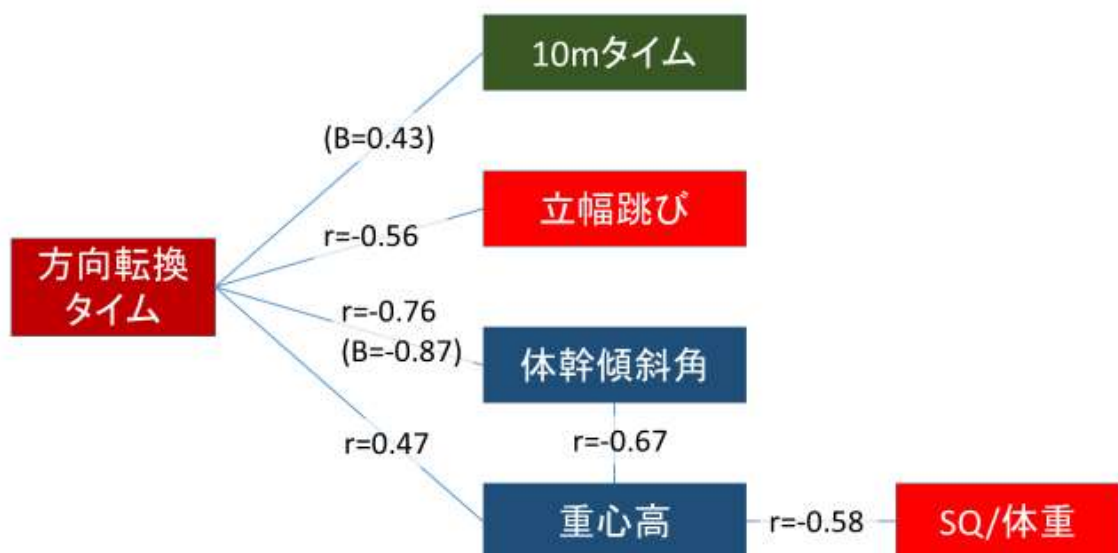 10mタイム
(B=0.43)
立幅跳び
r=-0.56
方向転換
タイム
r=-0.76
(B=-0.87)
体幹傾斜角
r=0.47
r=-0.67
重心高
r=-0.58
SQ/体重